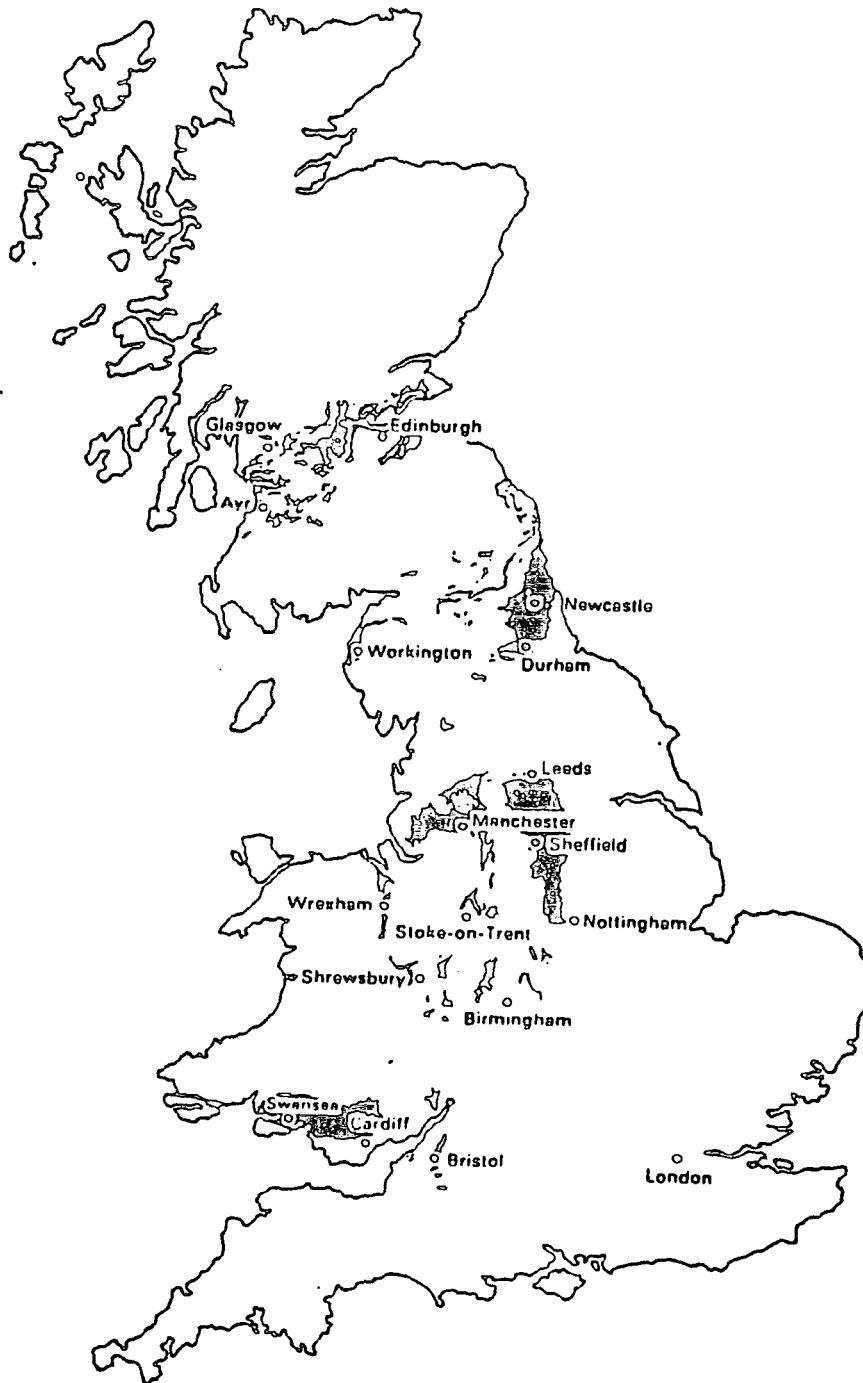 Glasgow
Edinburgh
Ayr
Newcastle
Workington
Durham
Leeds
Manchester
Sheffield
Wrexham
Nottingham
Stoke-on-Trent
Shrewsbury
Birmingham
Swansea
Cardiff
Bristol
London